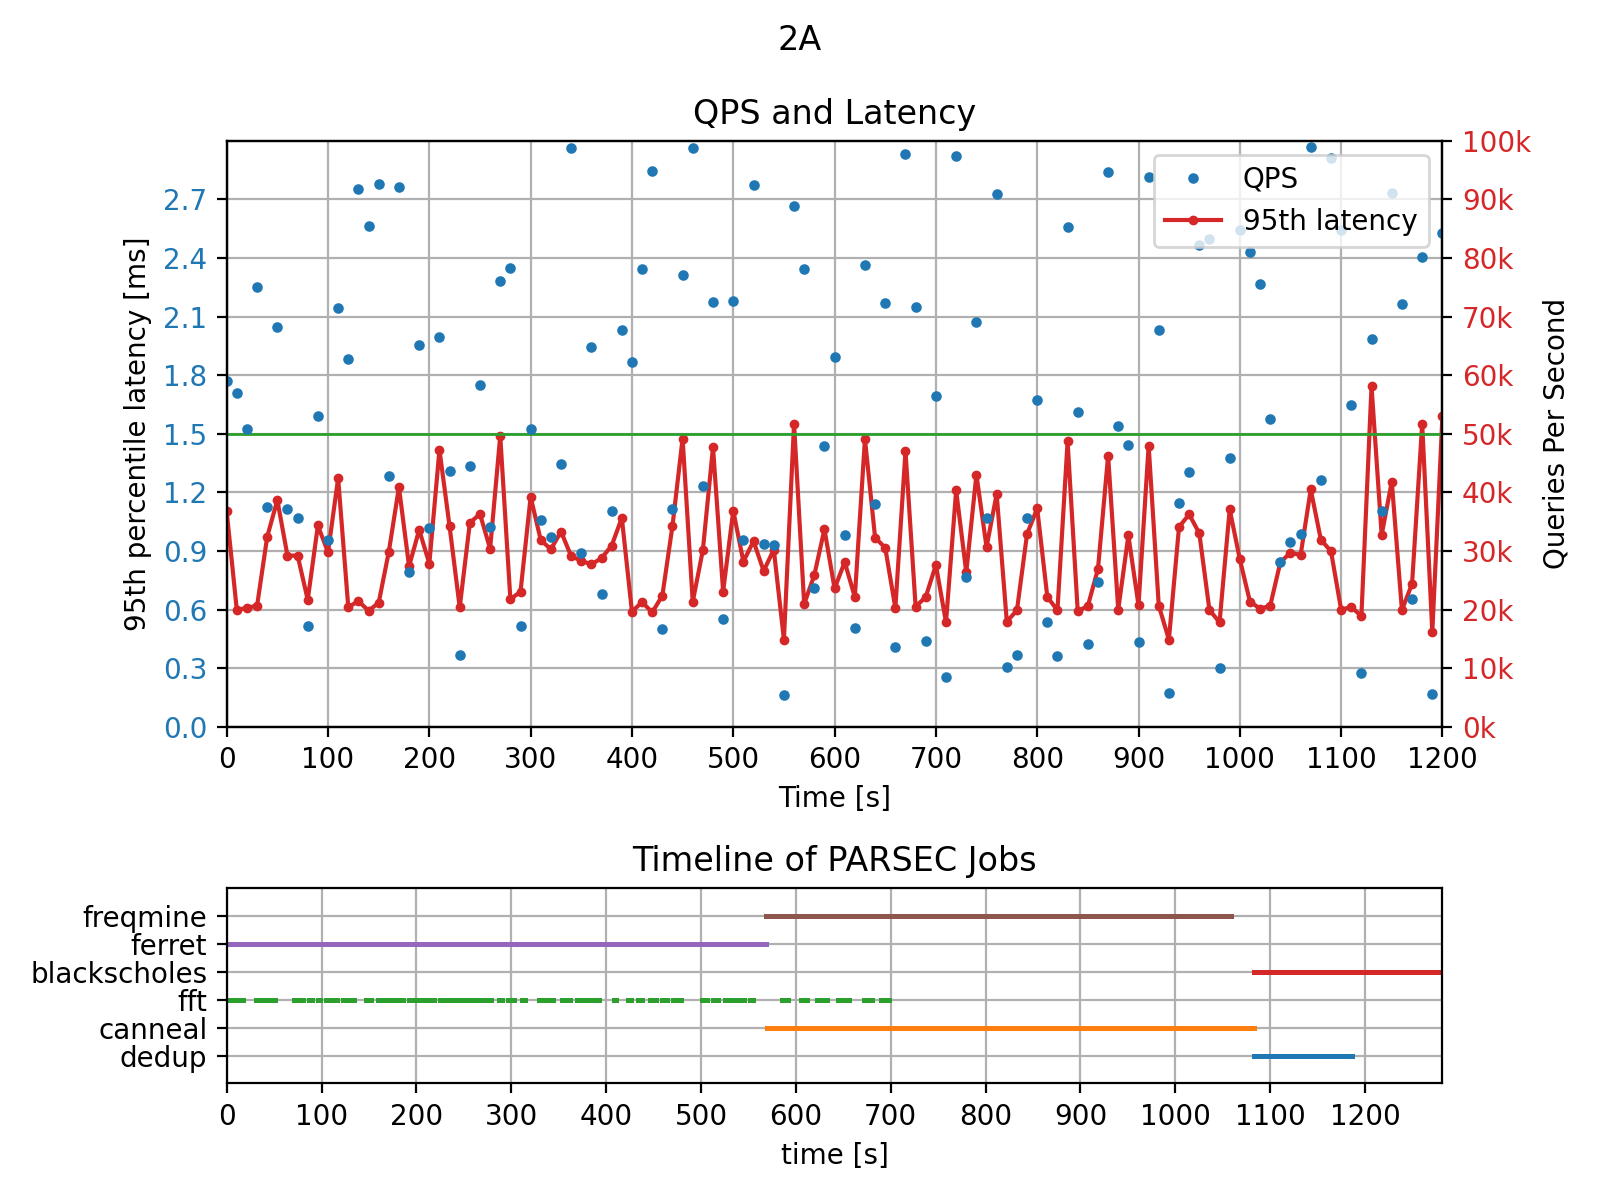 2A
QPS and Latency
QPS
95th latency
95th percentile latency [ms]
2.7
2.4
2.1
1.8
1.5
1.2
0.9
0.6
0.3
0.0
100k
90k
80k
70k
60k
50k
40k
30k
20k
10k
0k
Queries Per Second
0 100 200 300 400 500 600 700 800 900 1000 1100 1200
Time [s]
Timeline of PARSEC Jobs
freqmine
ferret
blackscholes
fft
canneal
dedup
0 100 200 300 400 500 600 700 800 900 1000 1100 1200
time [s]